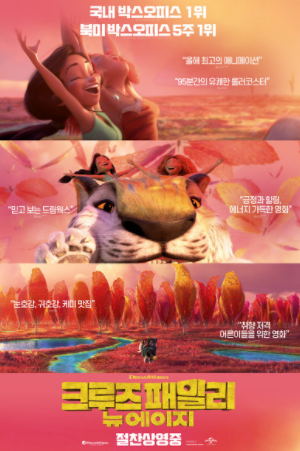 국내 박스오피스 1위
북미 박스오피스 5주 1위
“올해 최고의 애니메이션”
“95분간의 유쾌한 롤러코스터”
“믿고 보는 드림웍스”
“긍정과 힐링,
에너지 가득한 영화”
“눈호강, 귀호강, 케미 맛집”
“취향 저격
어른이들을 위한 영화”
DREAMWORKS
크루즈 패밀리
뉴 에이지
절찬상영중